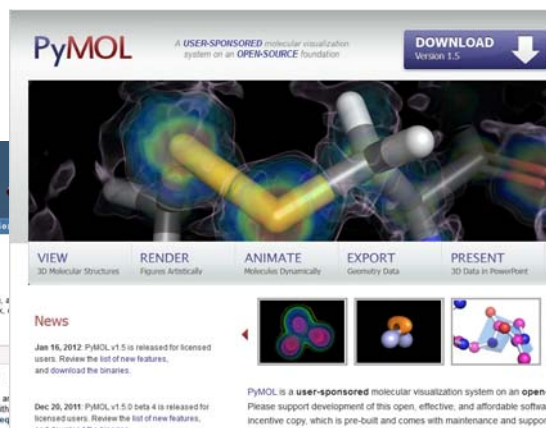 PyMOL
A USER-SPONSORED molecular visualization
system on an OPEN-SOURCE foundation
DOWNLOAD
Version 1.5
VIEW
3D Molecular Structures
RENDER
Figures Artistically
ANIMATE
Molecules Dynamically
EXPORT
Geometry Data
PRESENT
3D Data in PowerPoint
News
Jan 16, 2012: PyMOL v1.5 is released for licensed
users. Review the list of new features,
and download the binaries.
Dec 20, 2011: PyMOL v1.5.0 beta 4 is released for
licensed users. Review the list of new features,
PyMOL is a user-sponsored molecular visualization system on an open-
Please support development of this open, effective, and affordable softwa
incentive copy, which is pre-built and comes with maintenance and suppor